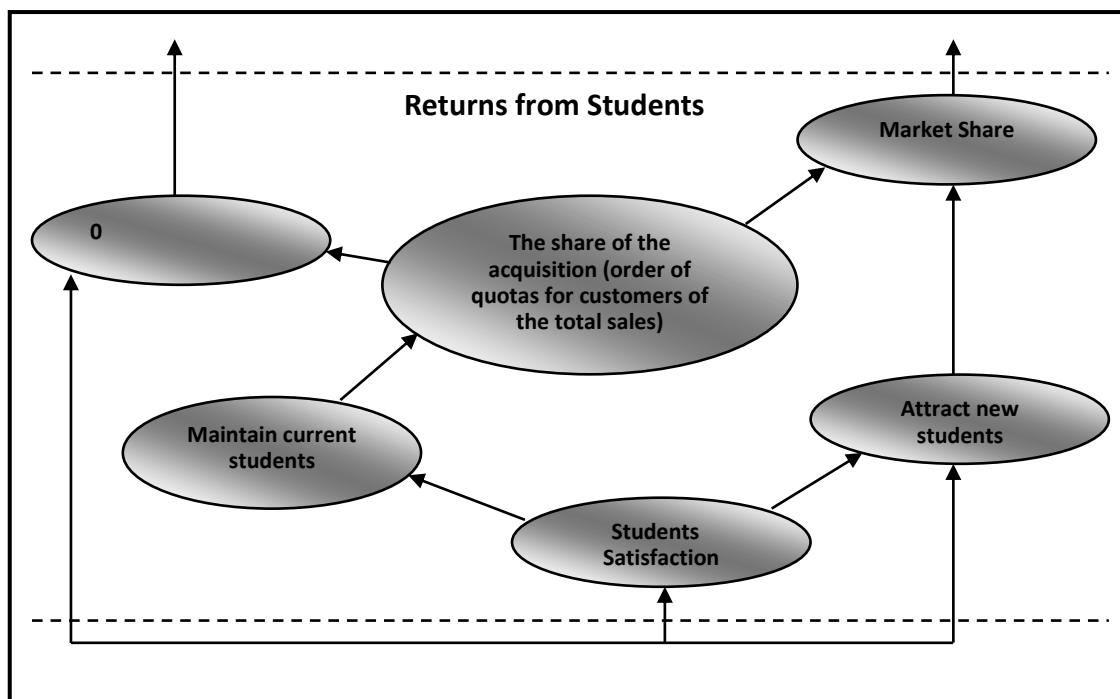 Returns from Students
Market Share
0
The share of the
acquisition (order of
quotas for customers of
the total sales)
Maintain current
students
Attract new
students
Students
Satisfaction